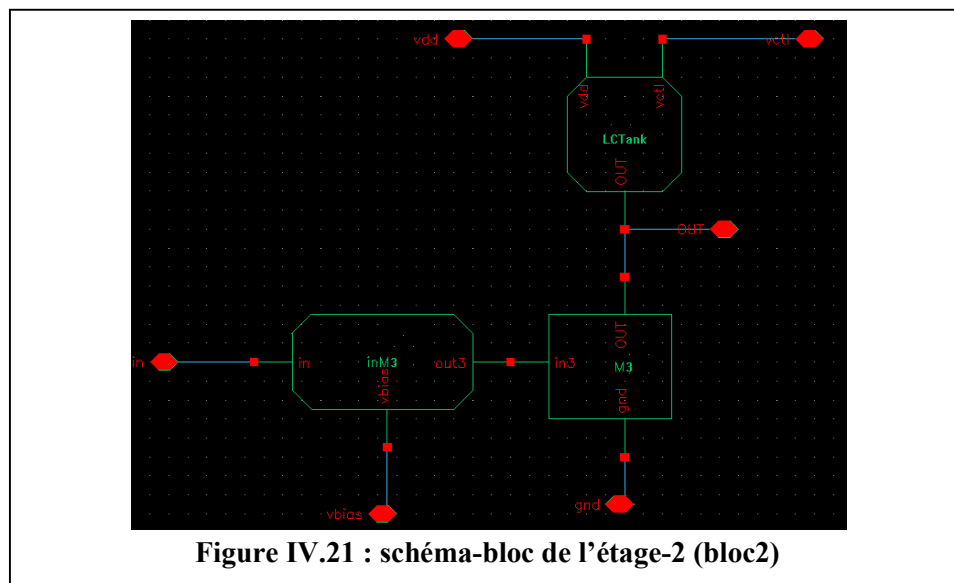 vdd
vctl
vdd
vctl
LCTank
OUT
OUT
in
in
inM3
out3
vbias
in3
OUT
M3
gnd
vbias
gnd
Figure IV.21 : schéma-bloc de l'étage-2 (bloc2)